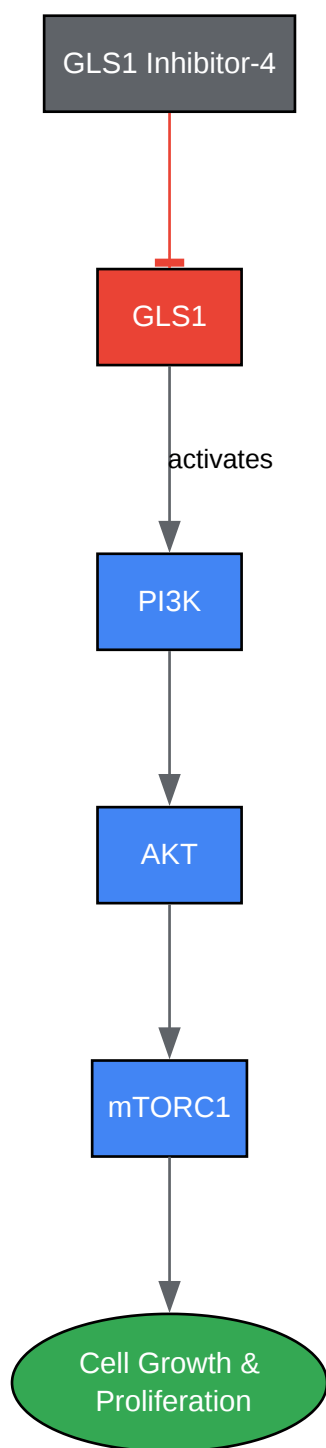 GLS1 Inhibitor-4
GLS1
activates
PI3K
AKT
mTORC1
Cell Growth &
Proliferation